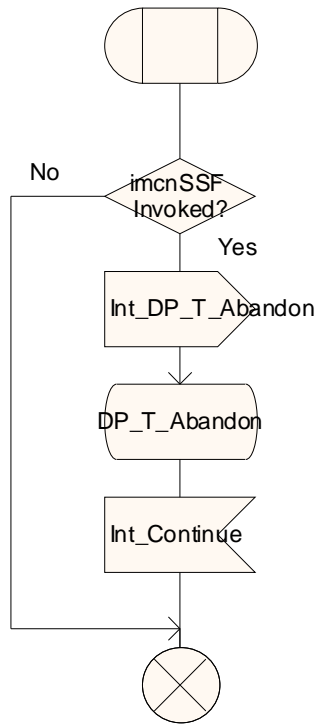 No
imcnSSF
Invoked?
Yes
Int_DP_T_Abandon
DP_T_Abandon
Int_Continue